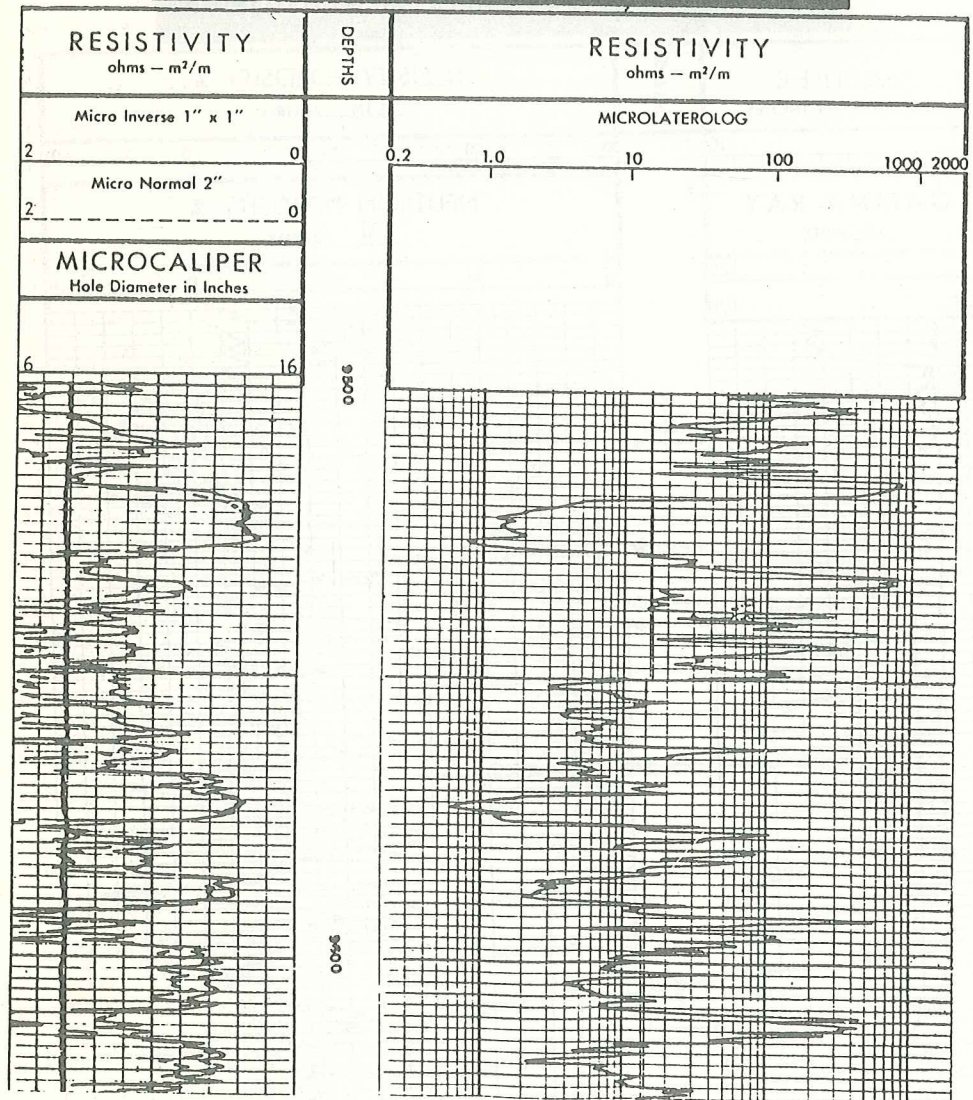 RESISTIVITY
ohms — m²/m
Micro Inverse 1" x 1"
2 0
Micro Normal 2"
2 0
MICROCALIPER
Hole Diameter in Inches
6 16
DEPTHS
RESISTIVITY
ohms — m²/m
MICROLATEROLOG
0.2 1.0 10 100 1000 2000
9500
9600